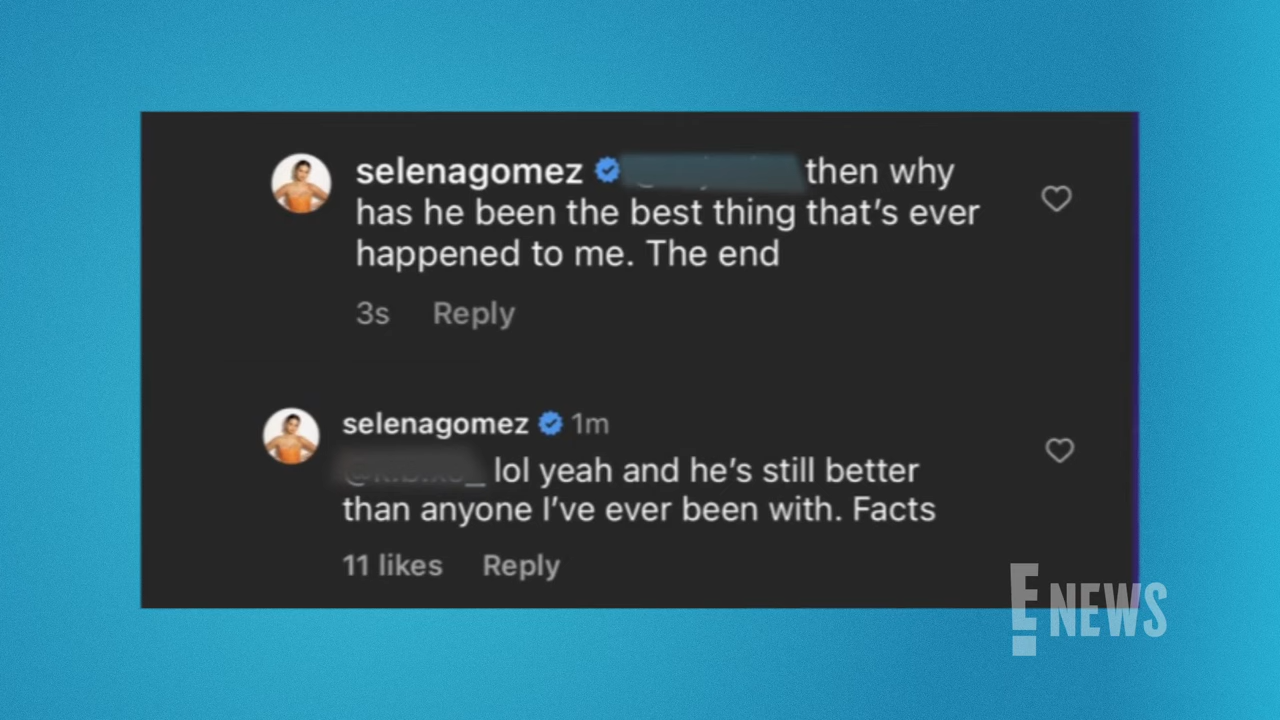 selenagomez then why
has he been the best thing that's ever
happened to me. The end
3s Reply
selenagomez 1m
lol yeah and he's still better
than anyone I've ever been with. Facts
11 likes Reply
E! NEWS